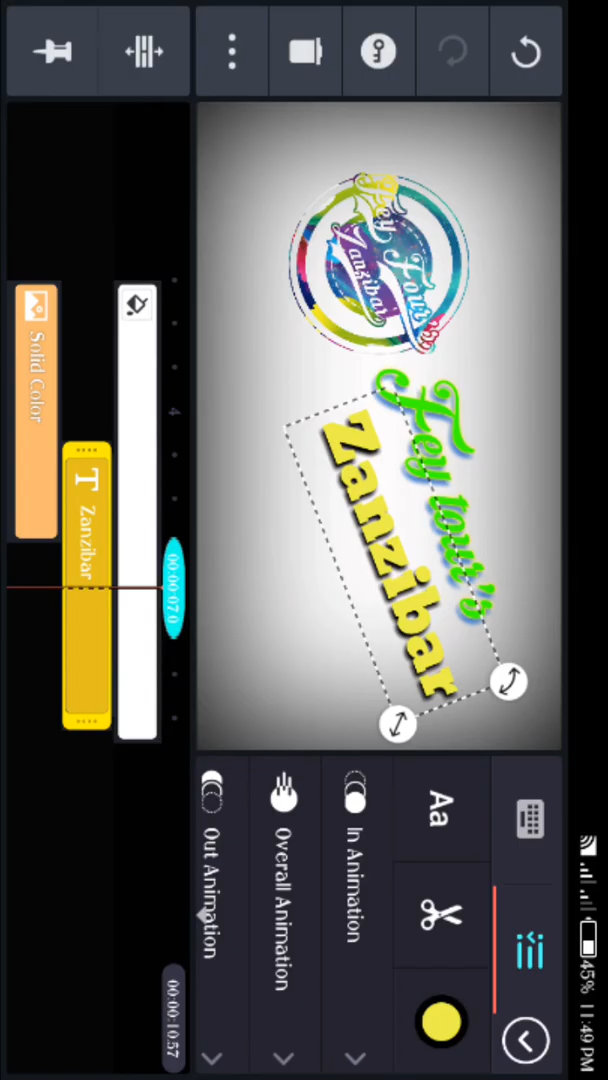 45% 11:49 PM
Fey Tour's
Zanzibar
Fey tour's
Zanzibar
Aa
In Animation
Overall Animation
Out Animation
4
00:00:07.0
00:00:10.57
T Zanzibar
Solid Color